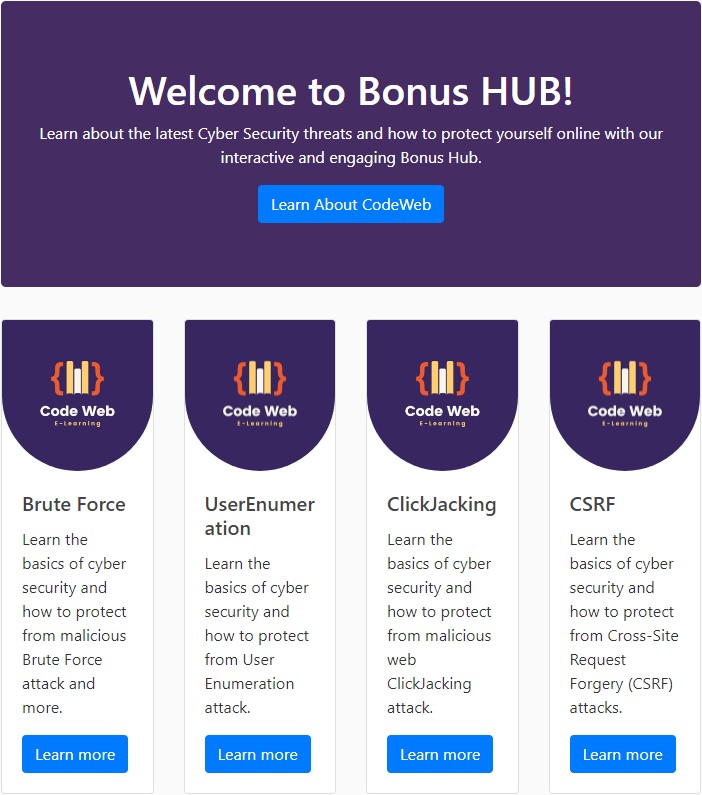 Welcome to Bonus HUB!
Learn about the latest Cyber Security threats and how to protect yourself online with our
interactive and engaging Bonus Hub.
Learn About CodeWeb
{ }
Code Web
E-Learning
Brute Force
Learn the
basics of cyber
security and
how to protect
from malicious
Brute Force
attack and
more.
Learn more
{ }
Code Web
E-Learning
UserEnumer
ation
Learn the
basics of cyber
security and
how to protect
from User
Enumeration
attack.
Learn more
{ }
Code Web
E-Learning
ClickJacking
Learn the
basics of cyber
security and
how to protect
from malicious
web
ClickJacking
attack.
Learn more
{ }
Code Web
E-Learning
CSRF
Learn the
basics of cyber
security and
how to protect
from Cross-Site
Request
Forgery (CSRF)
attacks.
Learn more